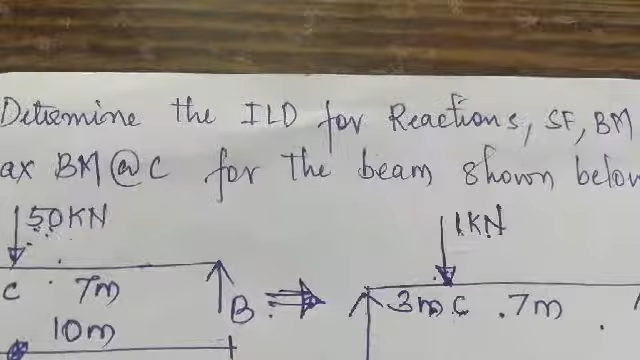 Determine the ILD for Reactions, SF, BM
ax BM @ C for the beam shown below
50KN
1KN
C 7m
B
3m C 7m
10m